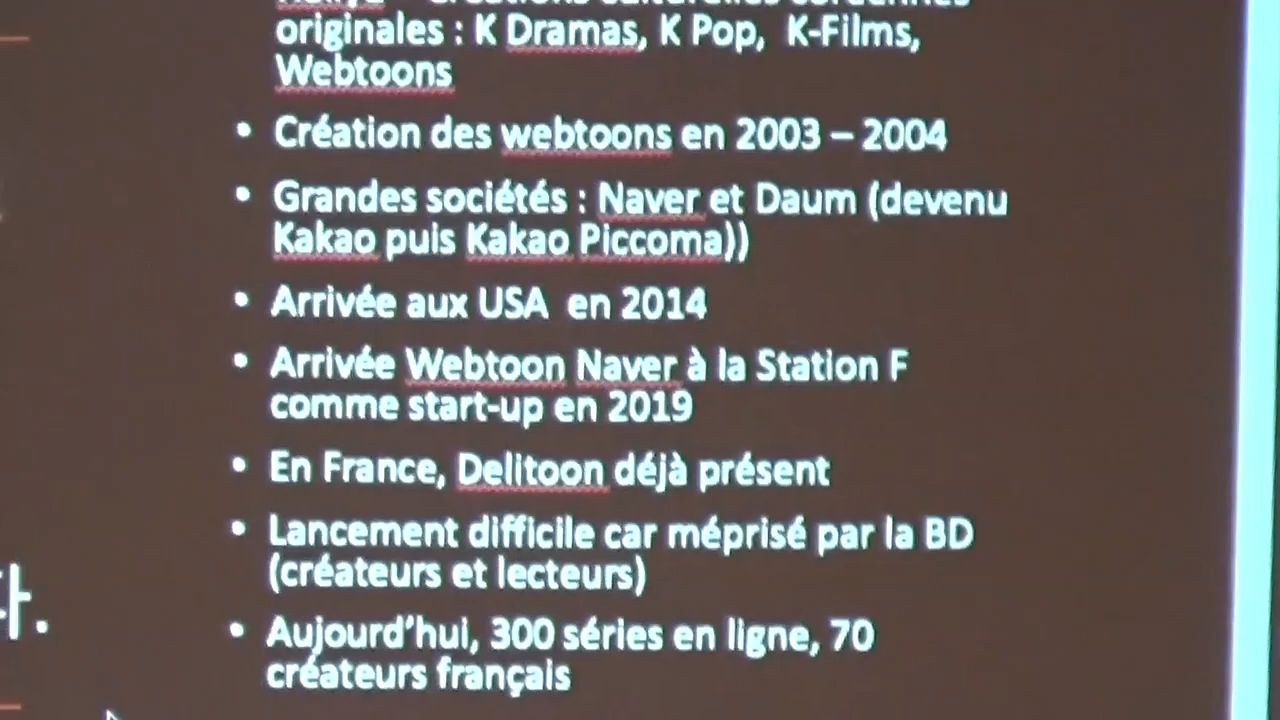 originales : K Dramas, K Pop,  K-Films,
Webtoons
• Création des webtoons en 2003 – 2004
• Grandes sociétés : Naver et Daum (devenu
Kakao puis Kakao Piccoma))
• Arrivée aux USA  en 2014
• Arrivée Webtoon Naver à la Station F
comme start-up en 2019
• En France, Delitoon déjà présent
• Lancement difficile car méprisé par la BD
(créateurs et lecteurs)
• Aujourd'hui, 300 séries en ligne, 70
créateurs français